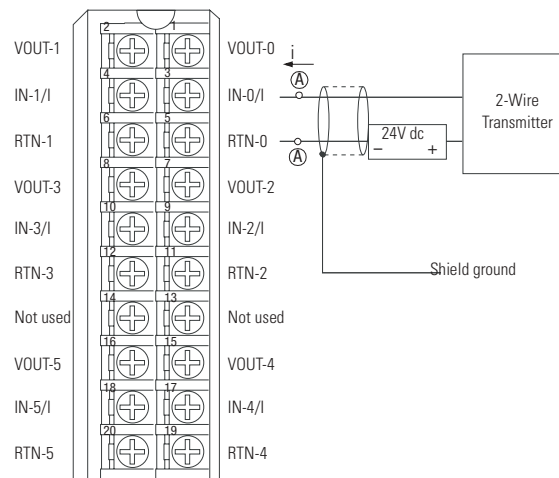 2 1
VOUT-1 VOUT-0 i
4 3 A
IN-1/I IN-0/I 2-Wire
Transmitter
6 5
RTN-1 RTN-0 24V dc
A − +
8 7
VOUT-3 VOUT-2
10 9
IN-3/I IN-2/I
12 11
RTN-3 RTN-2 Shield ground
14 13
Not used Not used
16 15
VOUT-5 VOUT-4
18 17
IN-5/I IN-4/I
20 19
RTN-5 RTN-4